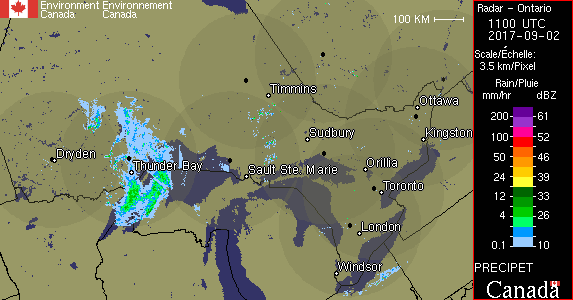 Environment Environnement
Canada Canada
100 KM
Timmins
Ottawa
Sudbury
Kingston
Dryden
Thunder Bay
Sault Ste. Marie
Orillia
Toronto
London
Windsor
Radar - Ontario
1100 UTC
2017-09-02
Scale/Échelle:
3.5 km/Pixel
Rain/Pluie
mm/hr dBZ
200 61
100 52
50 46
24 39
12 33
4 26
0.1 10
PRECIPET
Canada